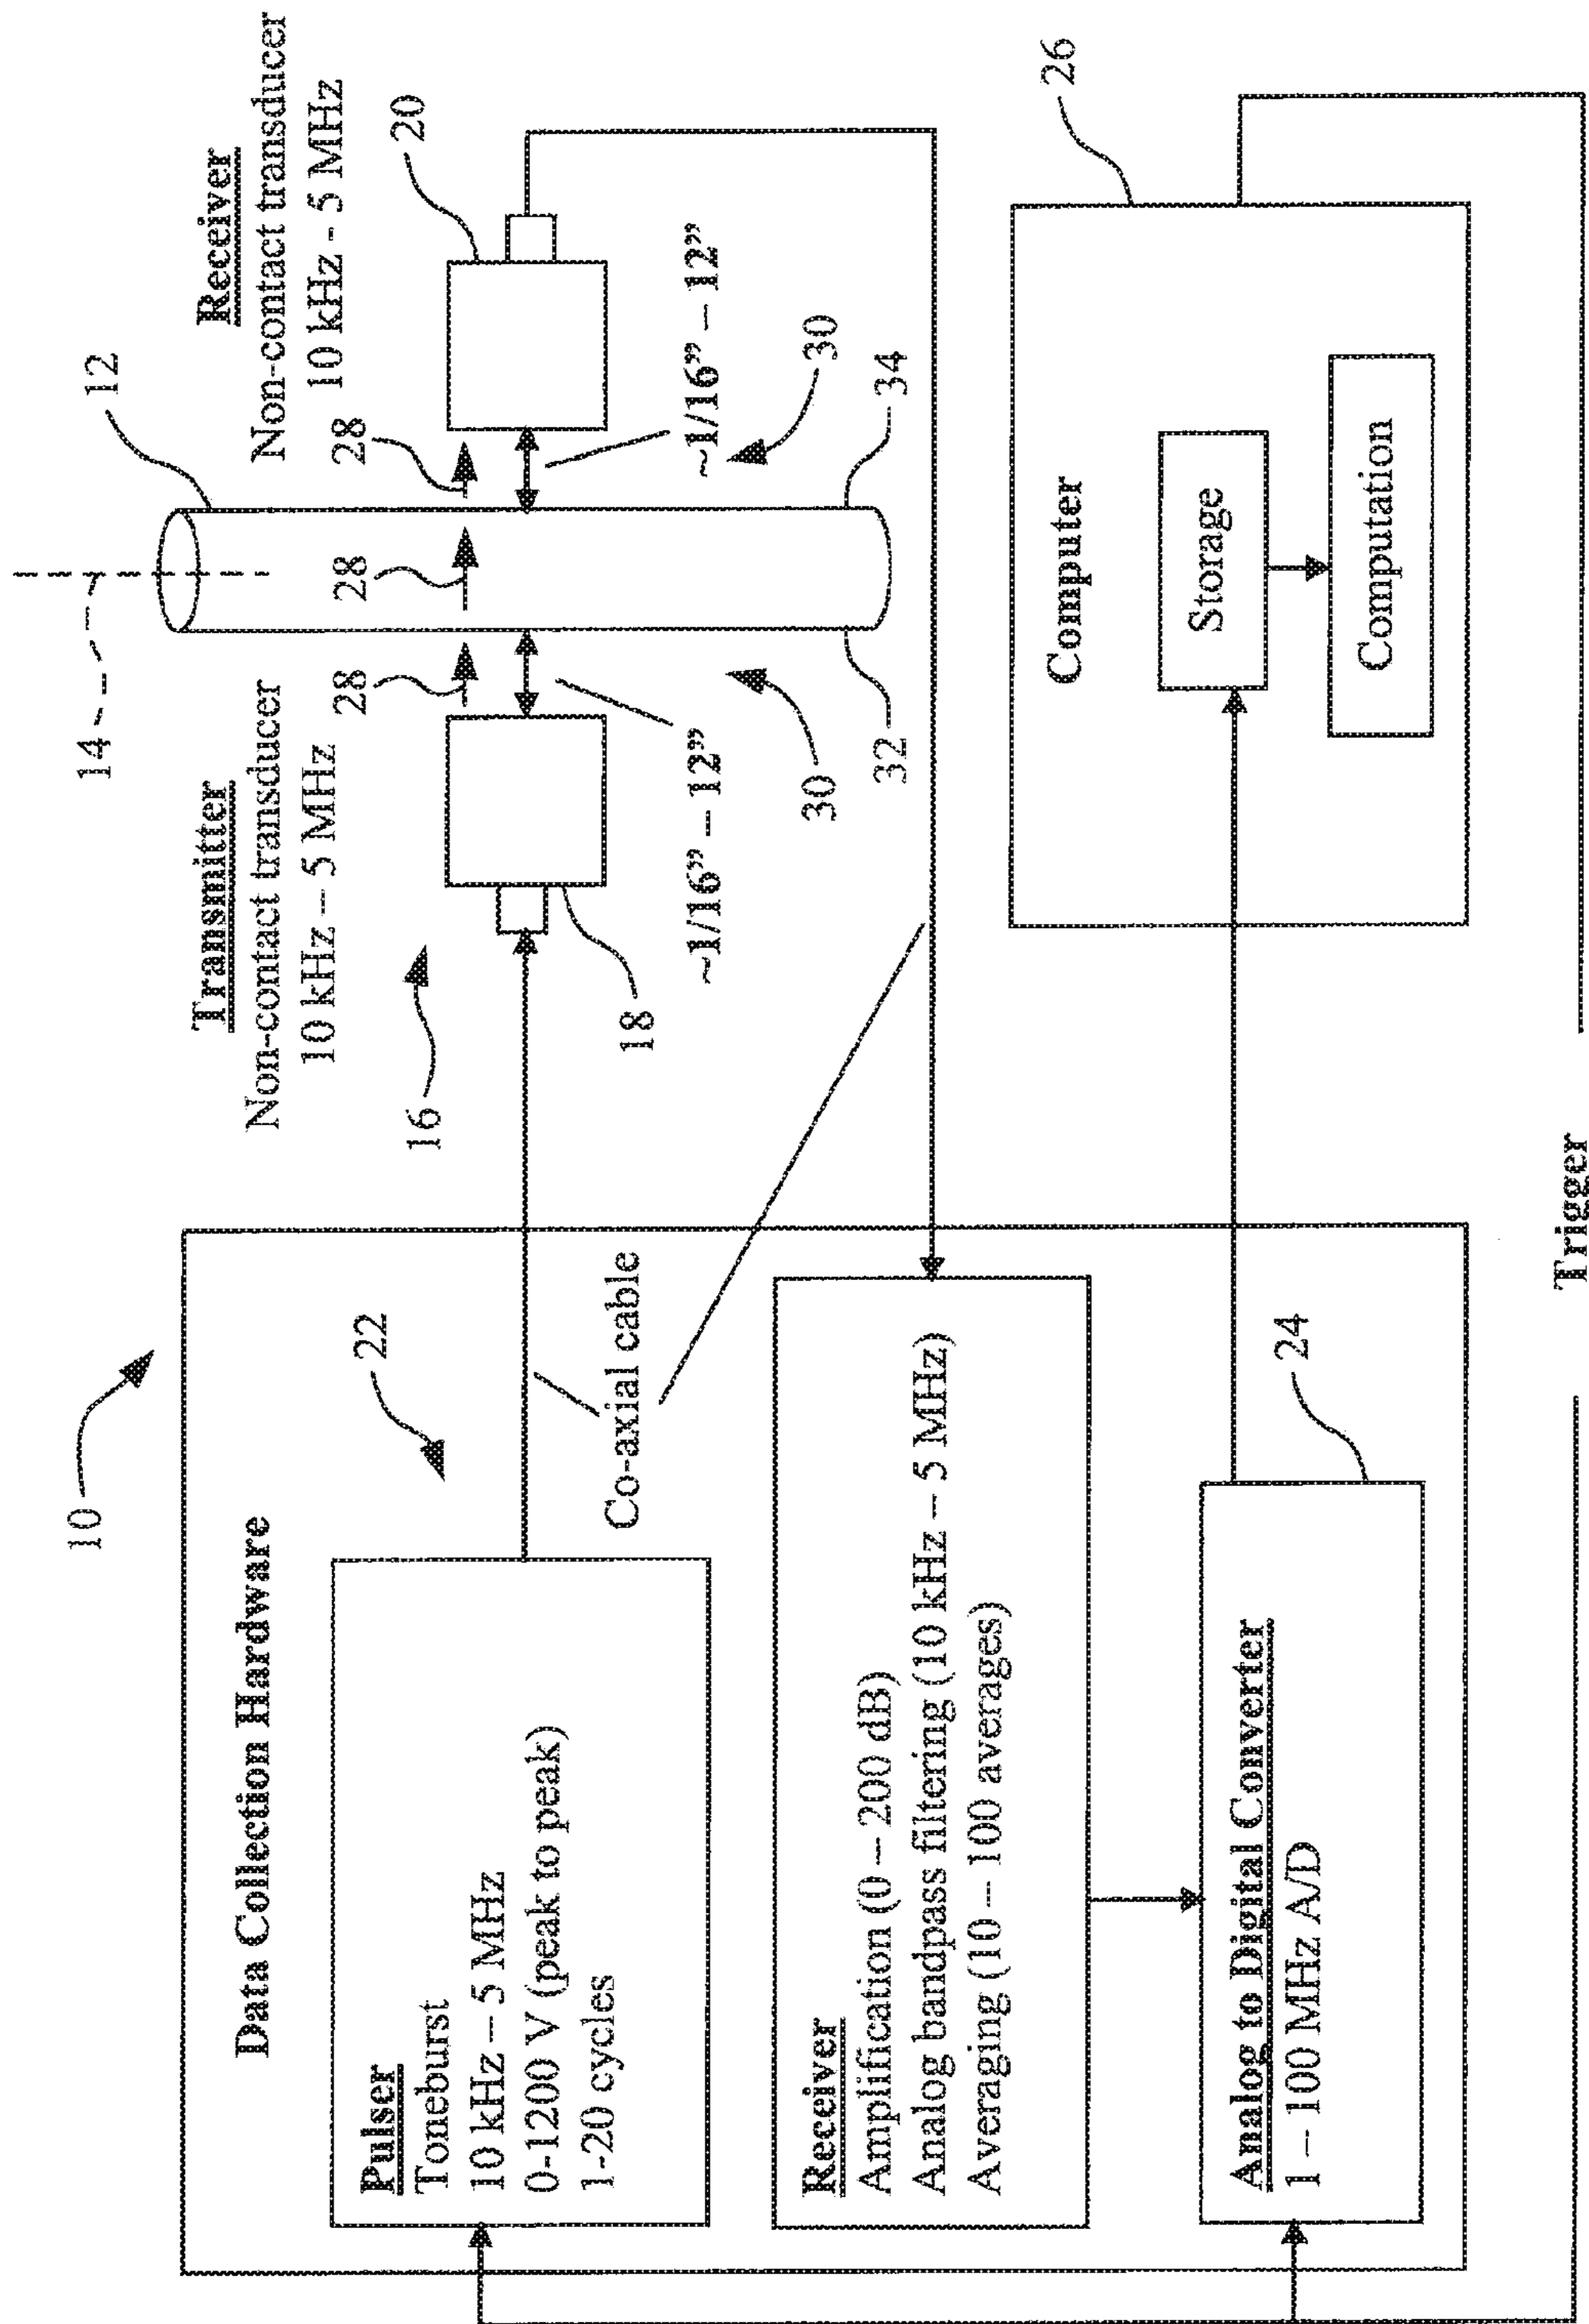 10
Data Collection Hardware
Pulser
Toneburst
10 kHz – 5 MHz
0-1200 V (peak to peak)
1-20 cycles
22
Co-axial cable
Receiver
Amplification (0 – 200 dB)
Analog bandpass filtering (10 kHz – 5 MHz)
Averaging (10 – 100 averages)
Analog to Digital Converter
1 – 100 MHz A/D
24
14
Transmitter
Non-contact transducer
10 kHz – 5 MHz
16
18
28
~1/16” – 12”
30
32
12
28
Receiver
Non-contact transducer
10 kHz - 5 MHz
20
28
~1/16” – 12”
30
34
26
Computer
Storage
Computation
Trigger